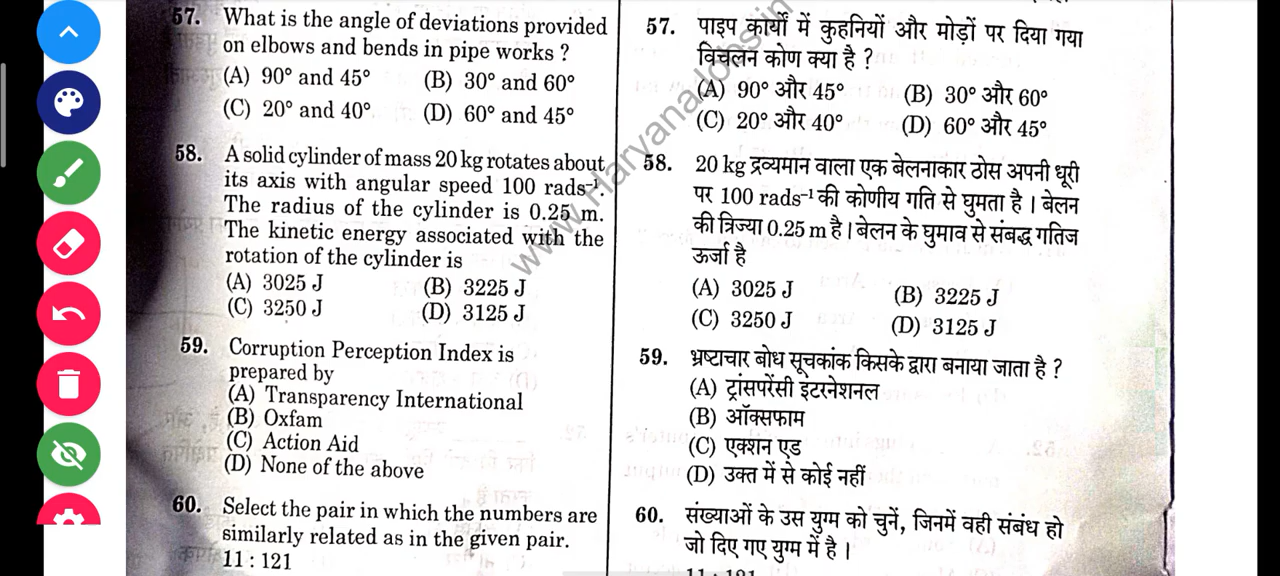 57. What is the angle of deviations provided
on elbows and bends in pipe works ?
(A) 90° and 45° (B) 30° and 60°
(C) 20° and 40° (D) 60° and 45°
58. A solid cylinder of mass 20 kg rotates about
its axis with angular speed 100 rads⁻¹.
The radius of the cylinder is 0.25 m.
The kinetic energy associated with the
rotation of the cylinder is
(A) 3025 J (B) 3225 J
(C) 3250 J (D) 3125 J
59. Corruption Perception Index is
prepared by
(A) Transparency International
(B) Oxfam
(C) Action Aid
(D) None of the above
60. Select the pair in which the numbers are
similarly related as in the given pair.
11 : 121
57. पाइप कार्यों में कुहनियों और मोड़ों पर दिया गया
विचलन कोण क्या है ?
(A) 90° और 45° (B) 30° और 60°
(C) 20° और 40° (D) 60° और 45°
58. 20 kg द्रव्यमान वाला एक बेलनाकार ठोस अपनी धूरी
पर 100 rads⁻¹ की कोणीय गति से घुमता है । बेलन
की त्रिज्या 0.25 m है । बेलन के घुमाव से संबद्ध गतिज
ऊर्जा है
(A) 3025 J (B) 3225 J
(C) 3250 J (D) 3125 J
59. भ्रष्टाचार बोध सूचकांक किसके द्वारा बनाया जाता है ?
(A) ट्रांसपरेंसी इंटरनेशनल
(B) ऑक्सफाम
(C) एक्शन एड
(D) उक्त में से कोई नहीं
60. संख्याओं के उस युग्म को चुनें, जिनमें वही संबंध हो
जो दिए गए युग्म में है ।
11 : 121
www.HaryanaJobs.in